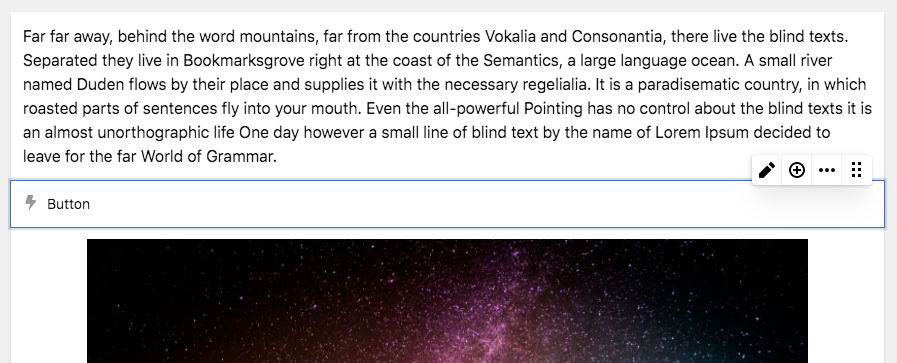 Far far away, behind the word mountains, far from the countries Vokalia and Consonantia, there live the blind texts.
Separated they live in Bookmarksgrove right at the coast of the Semantics, a large language ocean. A small river
named Duden flows by their place and supplies it with the necessary regelialia. It is a paradisematic country, in which
roasted parts of sentences fly into your mouth. Even the all-powerful Pointing has no control about the blind texts it is
an almost unorthographic life One day however a small line of blind text by the name of Lorem Ipsum decided to
leave for the far World of Grammar.
Button